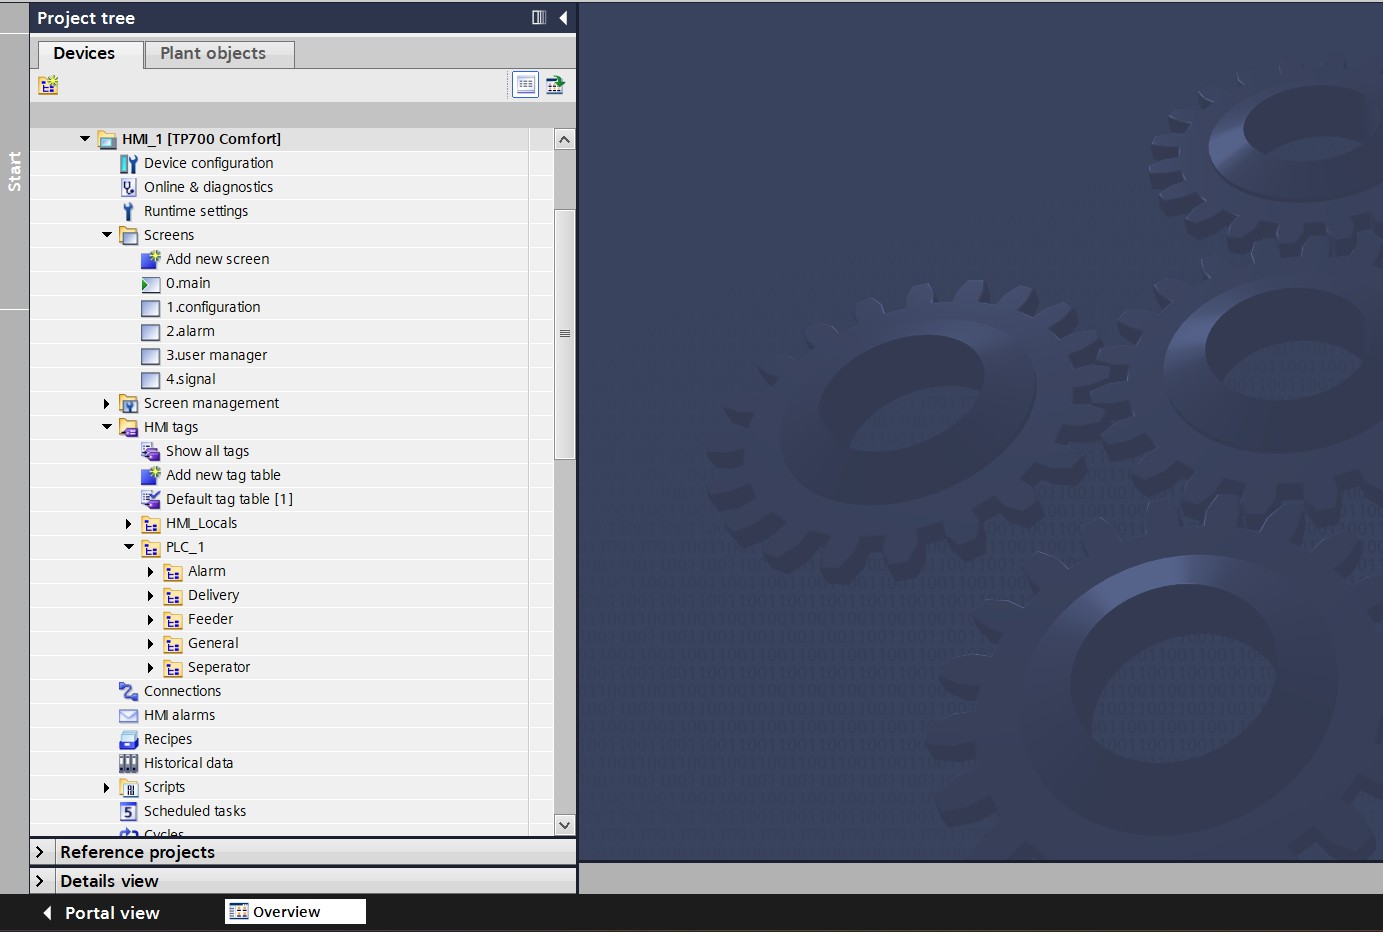 Project tree
Devices
Plant objects
Start
HMI_1 [TP700 Comfort]
Device configuration
Online & diagnostics
Runtime settings
Screens
Add new screen
0.main
1.configuration
2.alarm
3.user manager
4.signal
Screen management
HMI tags
Show all tags
Add new tag table
Default tag table [1]
HMI_Locals
PLC_1
Alarm
Delivery
Feeder
General
Seperator
Connections
HMI alarms
Recipes
Historical data
Scripts
Scheduled tasks
Cycles
Reference projects
Details view
Portal view
Overview